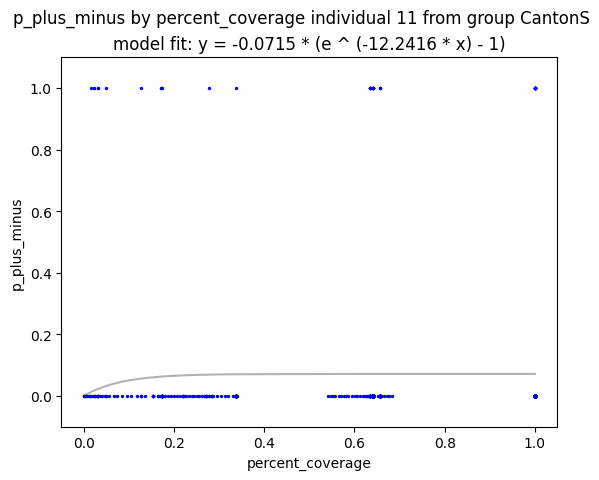 p_plus_minus by percent_coverage individual 11 from group CantonS
model fit: y = -0.0715 * (e ^ (-12.2416 * x) - 1)
1.0
0.8
0.6
0.4
0.2
0.0
p_plus_minus
0.0 0.2 0.4 0.6 0.8 1.0
percent_coverage